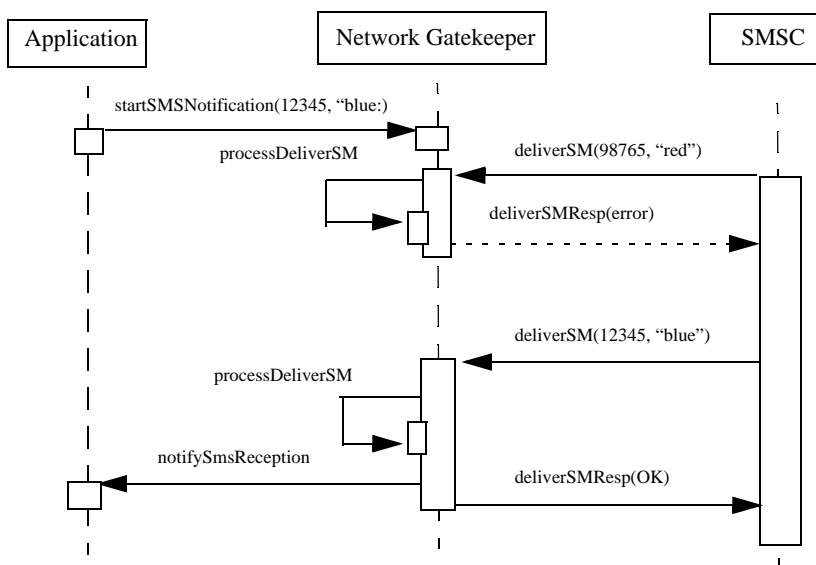 Application
Network Gatekeeper
SMSC
startSMSNotification(12345, “blue:)
processDeliverSM
deliverSM(98765, “red”)
deliverSMResp(error)
deliverSM(12345, “blue”)
processDeliverSM
notifySmsReception
deliverSMResp(OK)